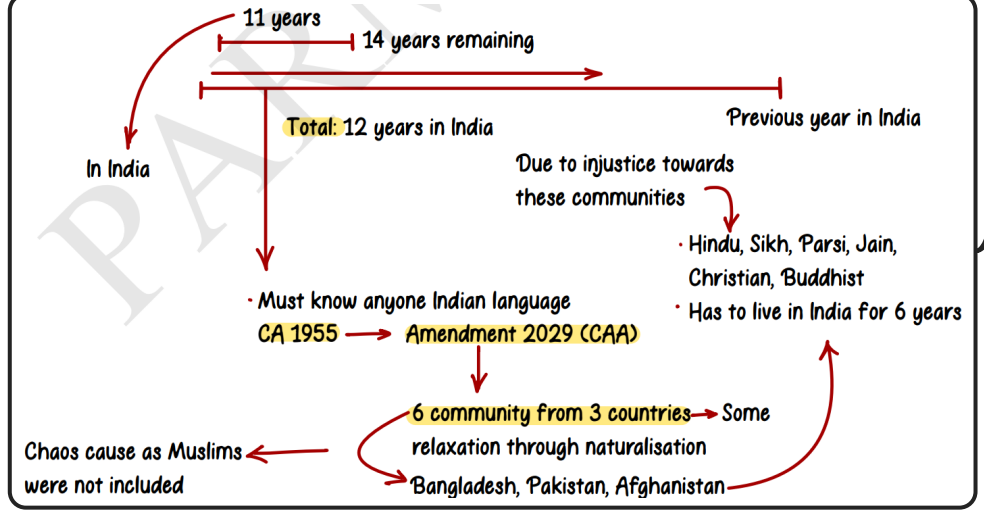 11 years
14 years remaining
Previous year in India
Total: 12 years in India
In India
Due to injustice towards
these communities
· Hindu, Sikh, Parsi, Jain,
Christian, Buddhist
· Has to live in India for 6 years
· Must know anyone Indian language
CA 1955 Amendment 2029 (CAA)
6 community from 3 countries Some
relaxation through naturalisation
Chaos cause as Muslims
were not included
Bangladesh, Pakistan, Afghanistan